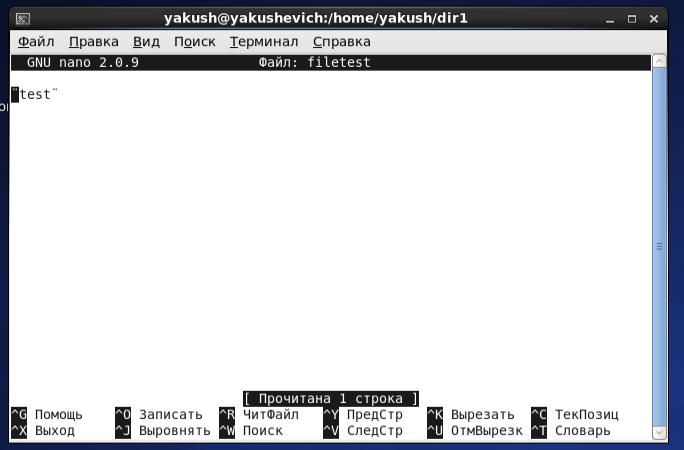 yakush@yakushevich:/home/yakush/dir1
Файл Правка Вид Поиск Терминал Справка
GNU nano 2.0.9 Файл: filetest
¨test¨
[ Прочитана 1 строка ]
^G Помощь ^O Записать ^R ЧитФайл ^Y ПредСтр ^K Вырезать ^C ТекПозиц
^X Выход ^J Выровнять ^W Поиск ^V СледСтр ^U ОтмВырезк ^T Словарь